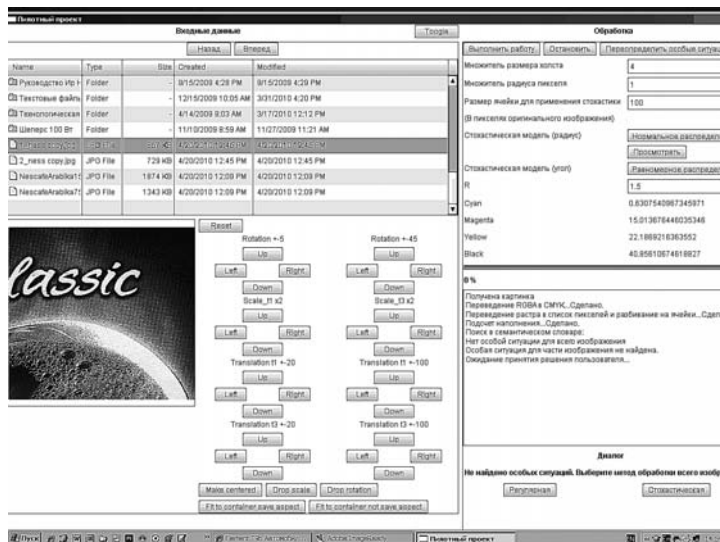 Пилотный проект
Входные данные
Toogle
Обработка
Назад
Вперед
Выполнить работу
Остановить
Переопределить особые ситуац
Name Type Size Created Modified
Руководство Ир Н Folder - 9/15/2009 4:28 PM 9/15/2009 4:29 PM
Текстовые файлы Folder - 12/15/2009 10:05 AM 3/31/2010 4:20 PM
Технологическая Folder - 4/14/2009 9:03 AM 3/17/2010 12:12 PM
Шелерс 100 Вт Folder - 11/10/2009 8:59 AM 11/27/2009 11:21 AM
2_ness copy.jpg JPG File 729 KB 4/20/2010 12:45 PM 4/20/2010 12:45 PM
NescafeArabika1 JPG File 1874 KB 4/20/2010 12:09 PM 4/20/2010 12:09 PM
NescafeArabika7 JPG File 1343 KB 4/20/2010 12:09 PM 4/20/2010 12:09 PM
Множитель размера холста 4
Множитель радиуса пикселя 1
Размер ячейки для применения стохастики 100
(В пикселях оригинального изображения)
Стохастическая модель (радиус) Нормальное распредел
Просмотреть
Стохастическая модель (угол) Равномерное распредел
R 1.5
Cyan 0.6307540967345971
Magenta 15.013676446035346
Yellow 22.1869216363552
Black 40.95610674618827
lassic
Reset
Rotation +-5 Rotation +-45
Up Up
Left Right Left Right
Down Down
Scale_t1 x2 Scale_t3 x2
Up Up
Left Right Left Right
Down Down
Translation t1 +-20 Translation t1 +-100
Up Up
Left Right Left Right
Down Down
Translation t3 +-20 Translation t3 +-100
Up Up
Left Right Left Right
Down Down
Make centered Drop scale Drop rotation
Fit to container save aspect Fit to container not save aspect
0 %
Получена картинка
Переведение RGBA в CMYK...Сделано.
Переведение растра в список пикселей и разбивание на ячейки...Сдел
Подсчет наполнения...Сделано.
Поиск в семантическом словаре:
Нет особой ситуации для всего изображения
Особая ситуация для части изображения не найдена.
Ожидание принятия решения пользователя...
Диалог
Не найдено особых ситуаций. Выберите метод обработки всего изобр
Регулярная
Стохастическая
Пуск
Adobe ImageReady
Пилотный проект